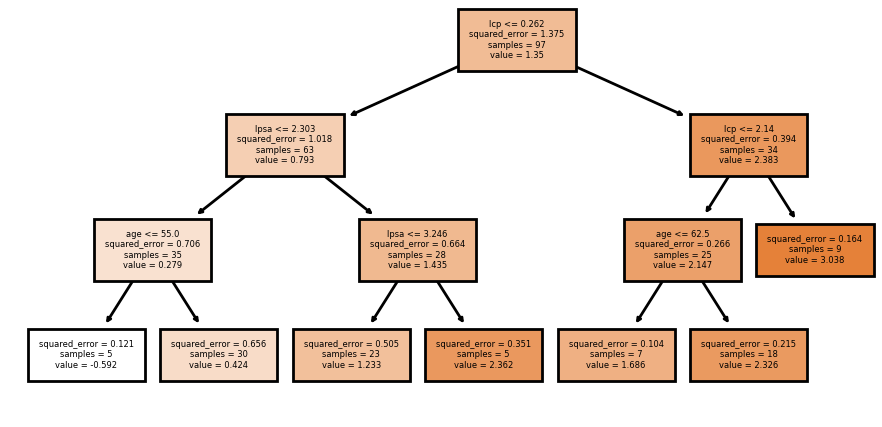 lcp <= 0.262
squared_error = 1.375
samples = 97
value = 1.35
lpsa <= 2.303
squared_error = 1.018
samples = 63
value = 0.793
lcp <= 2.14
squared_error = 0.394
samples = 34
value = 2.383
age <= 55.0
squared_error = 0.706
samples = 35
value = 0.279
lpsa <= 3.246
squared_error = 0.664
samples = 28
value = 1.435
age <= 62.5
squared_error = 0.266
samples = 25
value = 2.147
squared_error = 0.164
samples = 9
value = 3.038
squared_error = 0.121
samples = 5
value = -0.592
squared_error = 0.656
samples = 30
value = 0.424
squared_error = 0.505
samples = 23
value = 1.233
squared_error = 0.351
samples = 5
value = 2.362
squared_error = 0.104
samples = 7
value = 1.686
squared_error = 0.215
samples = 18
value = 2.326